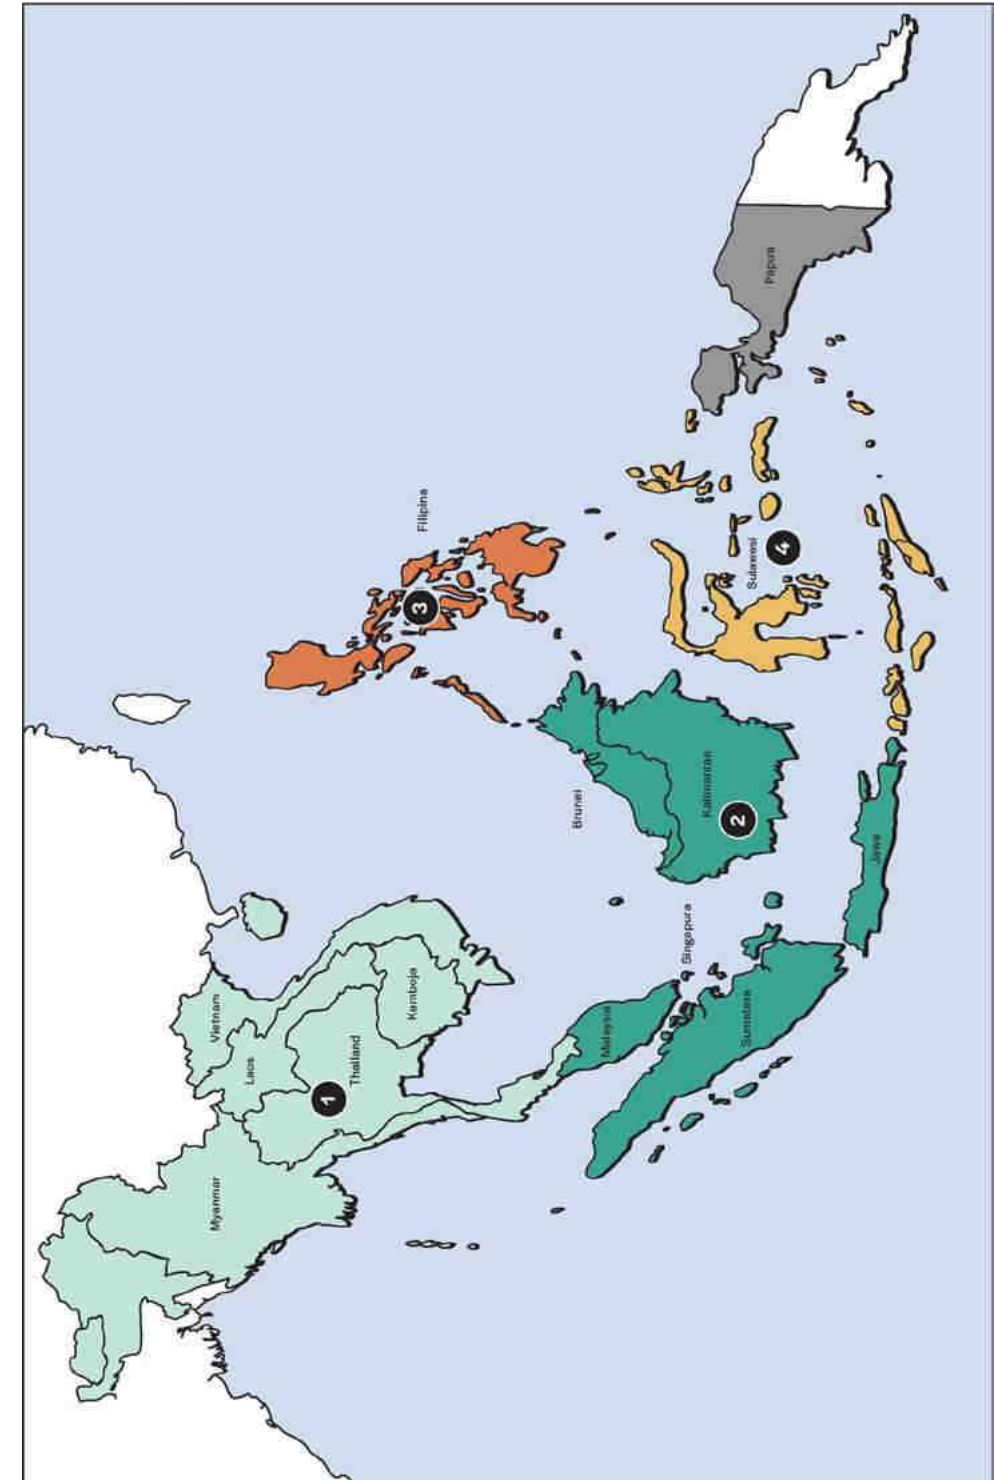 Myanmar
Laos
Vietnam
Thailand
1
Kamboja
Filipina
3
Malaysia
Singapura
Brunei
Kalimantan
2
Sumatera
Jawa
Sulawesi
4
Papua